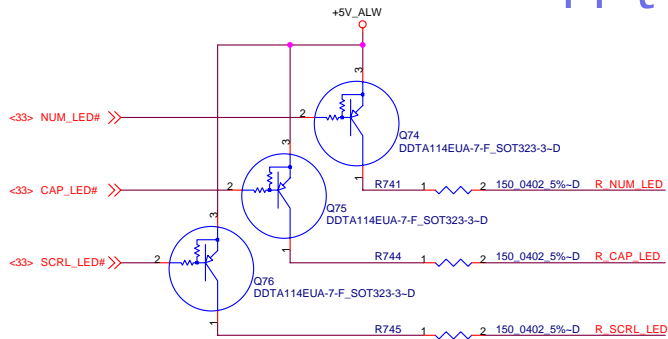 +5V_ALW
3
<33> NUM_LED#
2
Q74
DDTA114EUA-7-F_SOT323-3~D
3
1
<33> CAP_LED#
2
R741
1
2
150_0402_5%~D
R_NUM_LED
Q75
DDTA114EUA-7-F_SOT323-3~D
3
1
<33> SCRL_LED#
2
R744
1
2
150_0402_5%~D
R_CAP_LED
Q76
DDTA114EUA-7-F_SOT323-3~D
1
R745
1
2
150_0402_5%~D
R_SCRL_LED